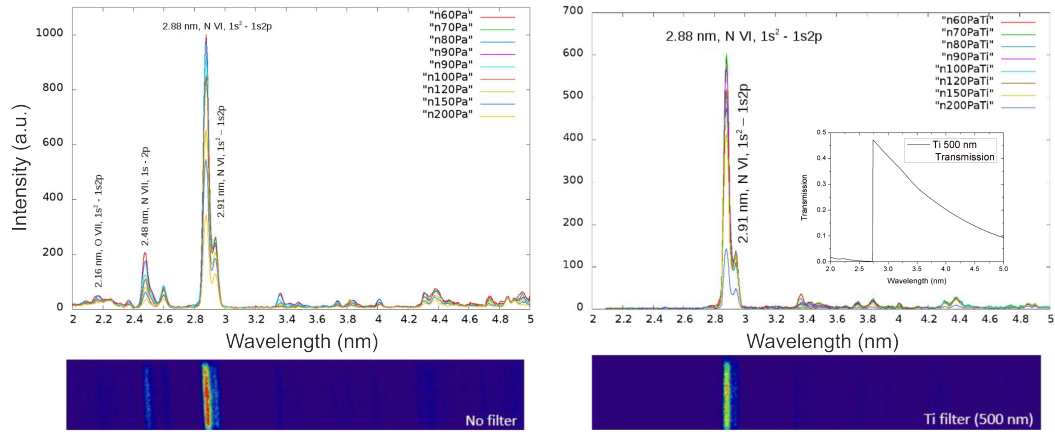 2.88 nm, N VI, 1s² - 1s2p
"n60Pa"
"n70Pa"
"n80Pa"
"n90Pa"
"n90Pa"
"n100Pa"
"n120Pa"
"n150Pa"
"n200Pa"
1000
800
600
400
200
0
Intensity (a.u.)
2.16 nm, O VII, 1s² - 1s2p
2.48 nm, N VII, 1s - 2p
2.91 nm, N VI, 1s² – 1s2p
2 2.2 2.4 2.6 2.8 3 3.2 3.4 3.6 3.8 4 4.2 4.4 4.6 4.8 5
Wavelength (nm)
No filter
700
600
500
400
300
200
100
0
2.88 nm, N VI, 1s² - 1s2p
2.91 nm, N VI, 1s² – 1s2p
"n60PaTi"
"n70PaTi"
"n80PaTi"
"n90PaTi"
"n100PaTi"
"n120PaTi"
"n150PaTi"
"n200PaTi"
0.5
0.4
0.3
0.2
0.1
0.0
Transmission
Ti 500 nm
Transmission
2.0 2.5 3.0 3.5 4.0 4.5 5.0
Wavelength (nm)
2 2.2 2.4 2.6 2.8 3 3.2 3.4 3.6 3.8 4 4.2 4.4 4.6 4.8 5
Wavelength (nm)
Ti filter (500 nm)